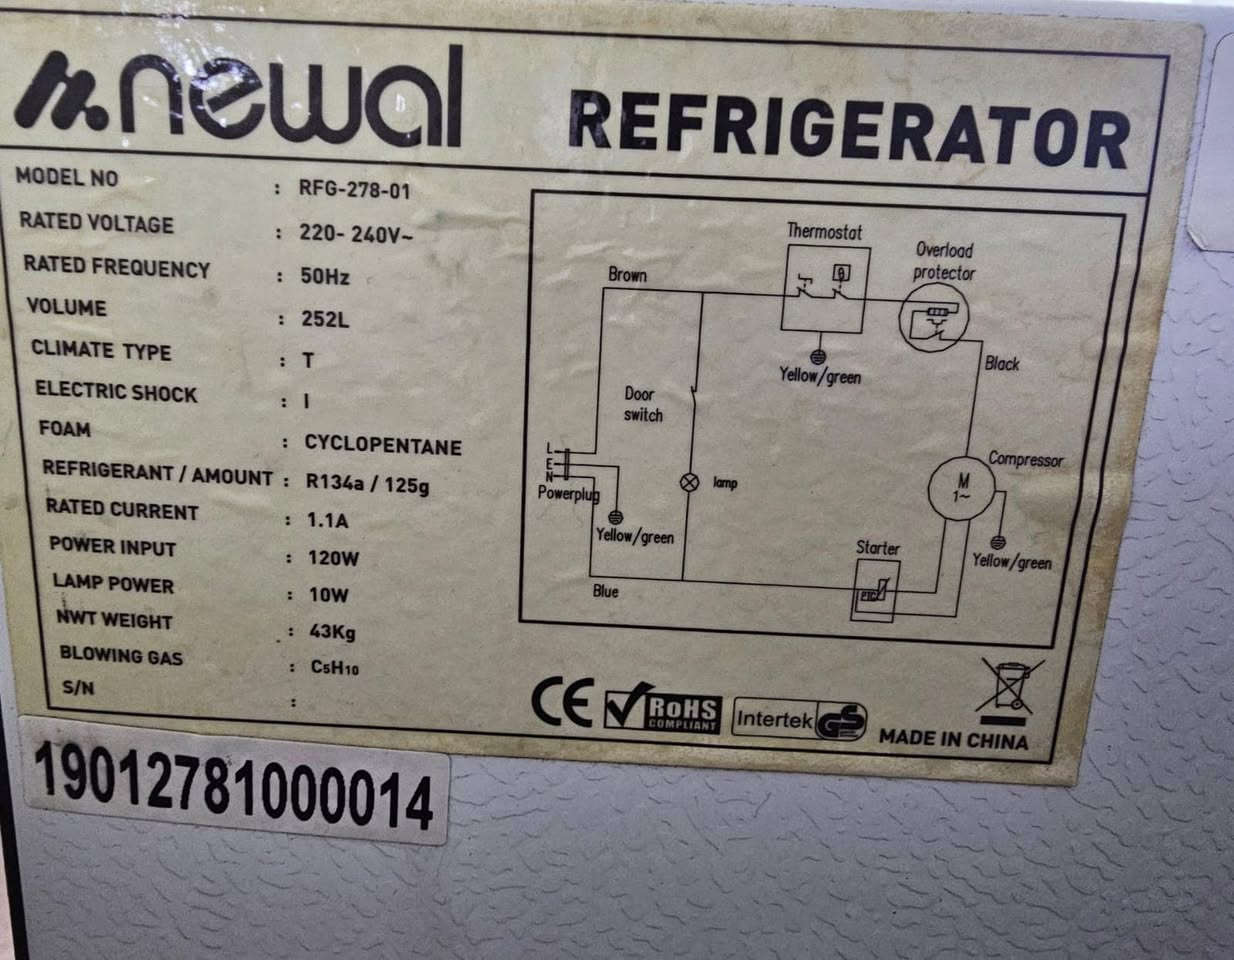 newal
REFRIGERATOR
MODEL NO : RFG-278-01
RATED VOLTAGE : 220- 240V~
RATED FREQUENCY : 50Hz
VOLUME : 252L
CLIMATE TYPE : T
ELECTRIC SHOCK : I
FOAM : CYCLOPENTANE
REFRIGERANT / AMOUNT : R134a / 125g
RATED CURRENT : 1.1A
POWER INPUT : 120W
LAMP POWER : 10W
NWT WEIGHT : 43Kg
BLOWING GAS : C5H10
S/N :
Thermostat
θ
Overload
protector
Brown
Yellow/green
Black
Door
switch
L
E
N
Powerplug
lamp
Compressor
M
1~
Yellow/green
Starter
PTC
Yellow/green
Blue
CE
RoHS
COMPLIANT
Intertek
GS
MADE IN CHINA
19012781000014